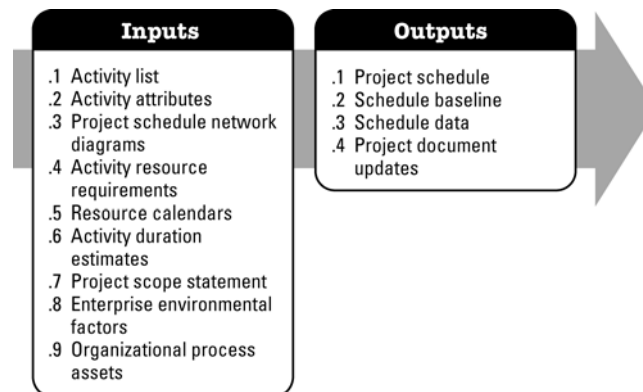 Inputs
.1 Activity list
.2 Activity attributes
.3 Project schedule network
diagrams
.4 Activity resource
requirements
.5 Resource calendars
.6 Activity duration
estimates
.7 Project scope statement
.8 Enterprise environmental
factors
.9 Organizational process
assets
Outputs
.1 Project schedule
.2 Schedule baseline
.3 Schedule data
.4 Project document
updates